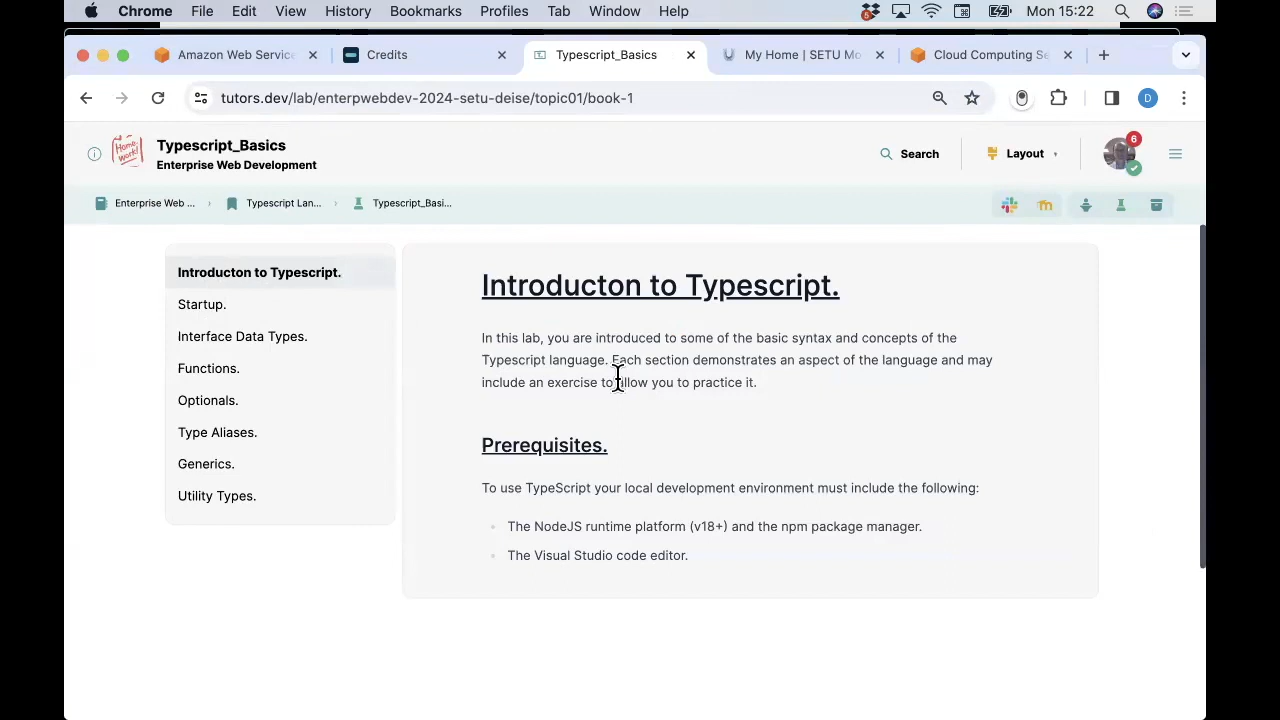 Chrome File Edit View History Bookmarks Profiles Tab Window Help 5 Mon 15:22
Amazon Web Service Credits Typescript_Basics My Home | SETU Mo Cloud Computing Se
tutors.dev/lab/enterpwebdev-2024-setu-deise/topic01/book-1 D
Home Work!
Typescript_Basics
Enterprise Web Development
Search Layout 6
Enterprise Web ... Typescript Lan... Typescript_Basi...
Introducton to Typescript.
Startup.
Interface Data Types.
Functions.
Optionals.
Type Aliases.
Generics.
Utility Types.
Introducton to Typescript.
In this lab, you are introduced to some of the basic syntax and concepts of the
Typescript language. Each section demonstrates an aspect of the language and may
include an exercise to allow you to practice it.
Prerequisites.
To use TypeScript your local development environment must include the following:
The NodeJS runtime platform (v18+) and the npm package manager.
The Visual Studio code editor.